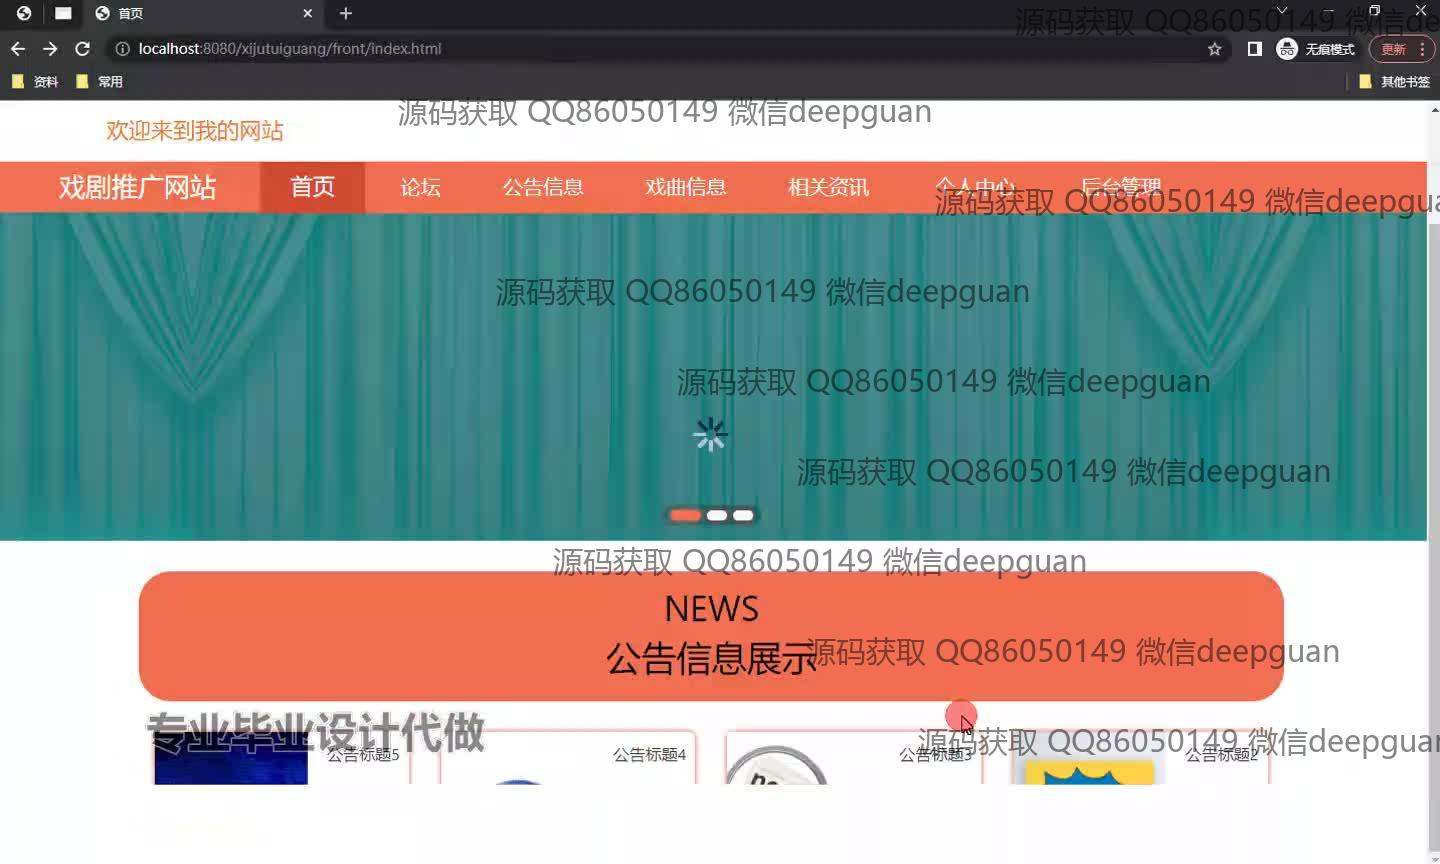 首页
源码获取 QQ86050149 微信de
localhost:8080/xijutuiguang/front/index.html
无痕模式
更新
资料
常用
其他书签
源码获取 QQ86050149 微信deepguan
欢迎来到我的网站
戏剧推广网站
首页
论坛
公告信息
戏曲信息
相关资讯
个人中心
后台管理
源码获取 QQ86050149 微信deepgua
源码获取 QQ86050149 微信deepguan
源码获取 QQ86050149 微信deepguan
源码获取 QQ86050149 微信deepguan
源码获取 QQ86050149 微信deepguan
NEWS
公告信息展示
源码获取 QQ86050149 微信deepguan
专业毕业设计代做
源码获取 QQ86050149 微信deepguan
公告标题5
公告标题4
公告标题3
公告标题2